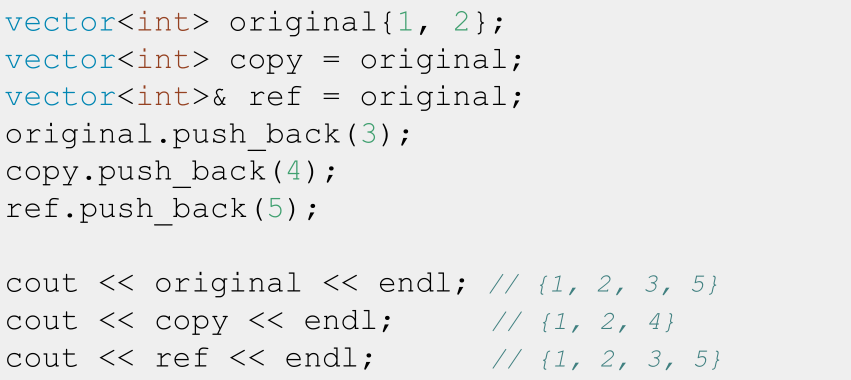 vector<int> original{1, 2};
vector<int> copy = original;
vector<int>& ref = original;
original.push_back(3);
copy.push_back(4);
ref.push_back(5);
cout << original << endl; // {1, 2, 3, 5}
cout << copy << endl; // {1, 2, 4}
cout << ref << endl; // {1, 2, 3, 5}